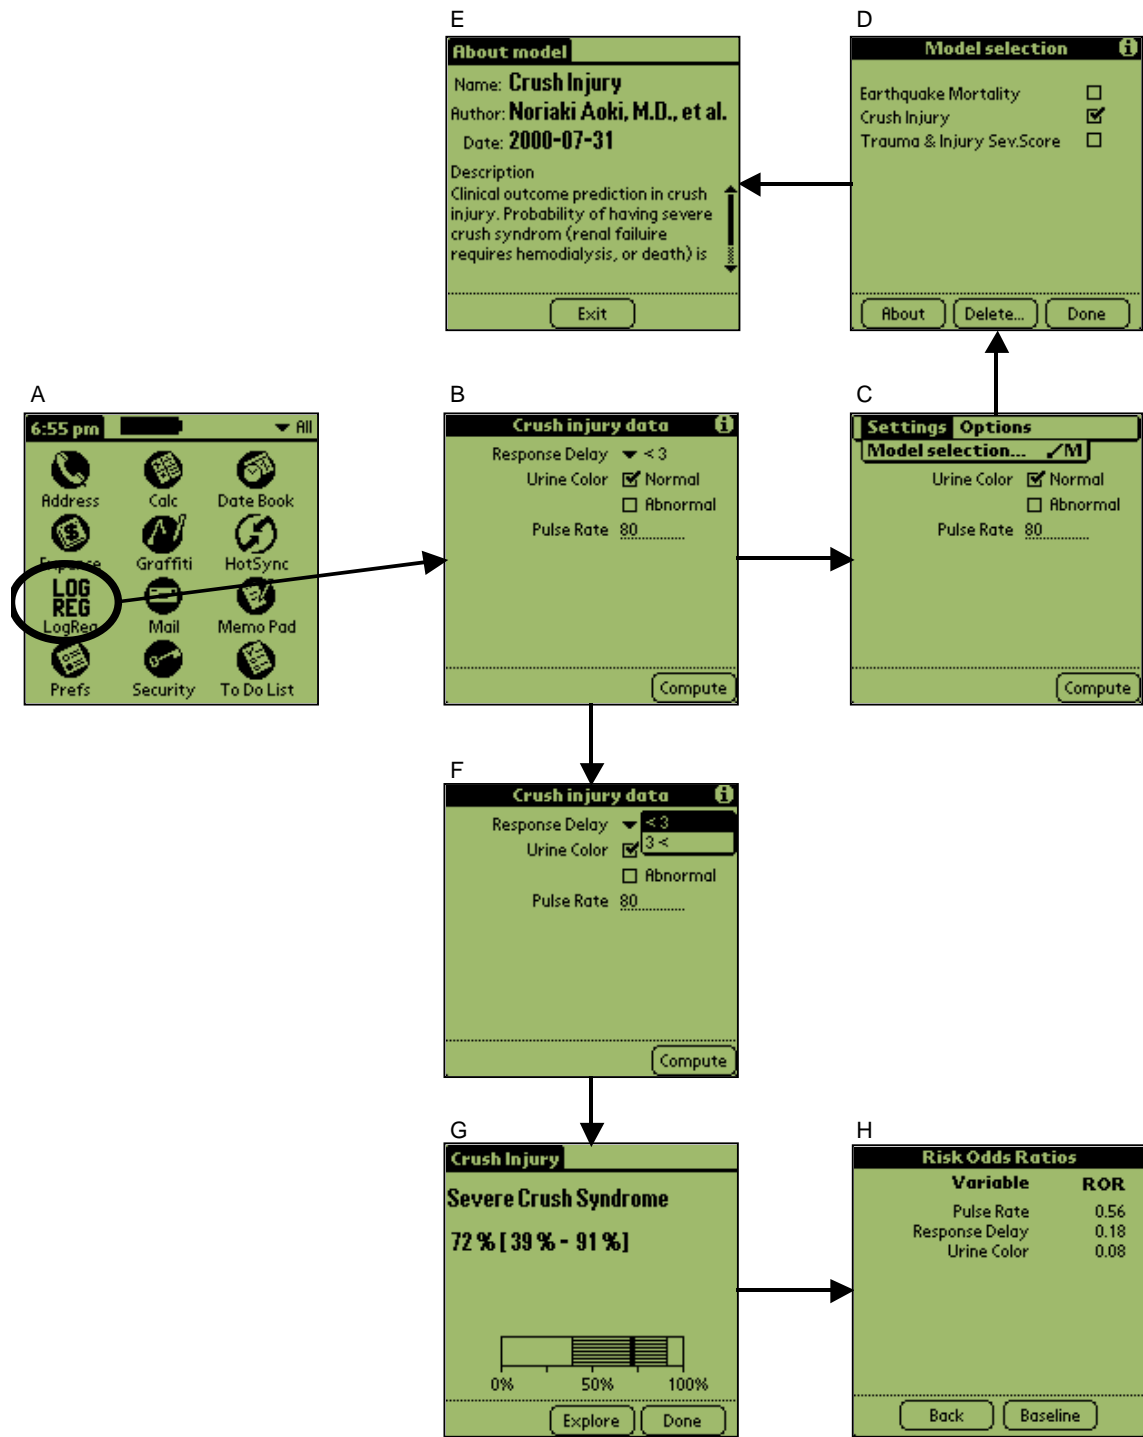 E
About model
Name: Crush Injury
Author: Noriaki Aoki, M.D., et al.
Date: 2000-07-31
Description
Clinical outcome prediction in crush
injury. Probability of having severe
crush syndrom (renal failuire
requires hemodialysis, or death) is
Exit
D
Model selection i
Earthquake Mortality
Crush Injury
Trauma & Injury Sev.Score
About Delete... Done
A
6:55 pm All
Address Calc Date Book
Expense Graffiti HotSync
LOG
REG
LogReg Mail Memo Pad
Prefs Security To Do List
B
Crush injury data i
Response Delay < 3
Urine Color Normal
Abnormal
Pulse Rate 80
Compute
C
Settings Options
Model selection... /M
Urine Color Normal
Abnormal
Pulse Rate 80
Compute
F
Crush injury data i
Response Delay < 3
Urine Color 3 <
Abnormal
Pulse Rate 80
Compute
G
Crush Injury
Severe Crush Syndrome
72 % [ 39 % - 91 %]
0% 50% 100%
Explore Done
H
Risk Odds Ratios
Variable ROR
Pulse Rate 0.56
Response Delay 0.18
Urine Color 0.08
Back Baseline